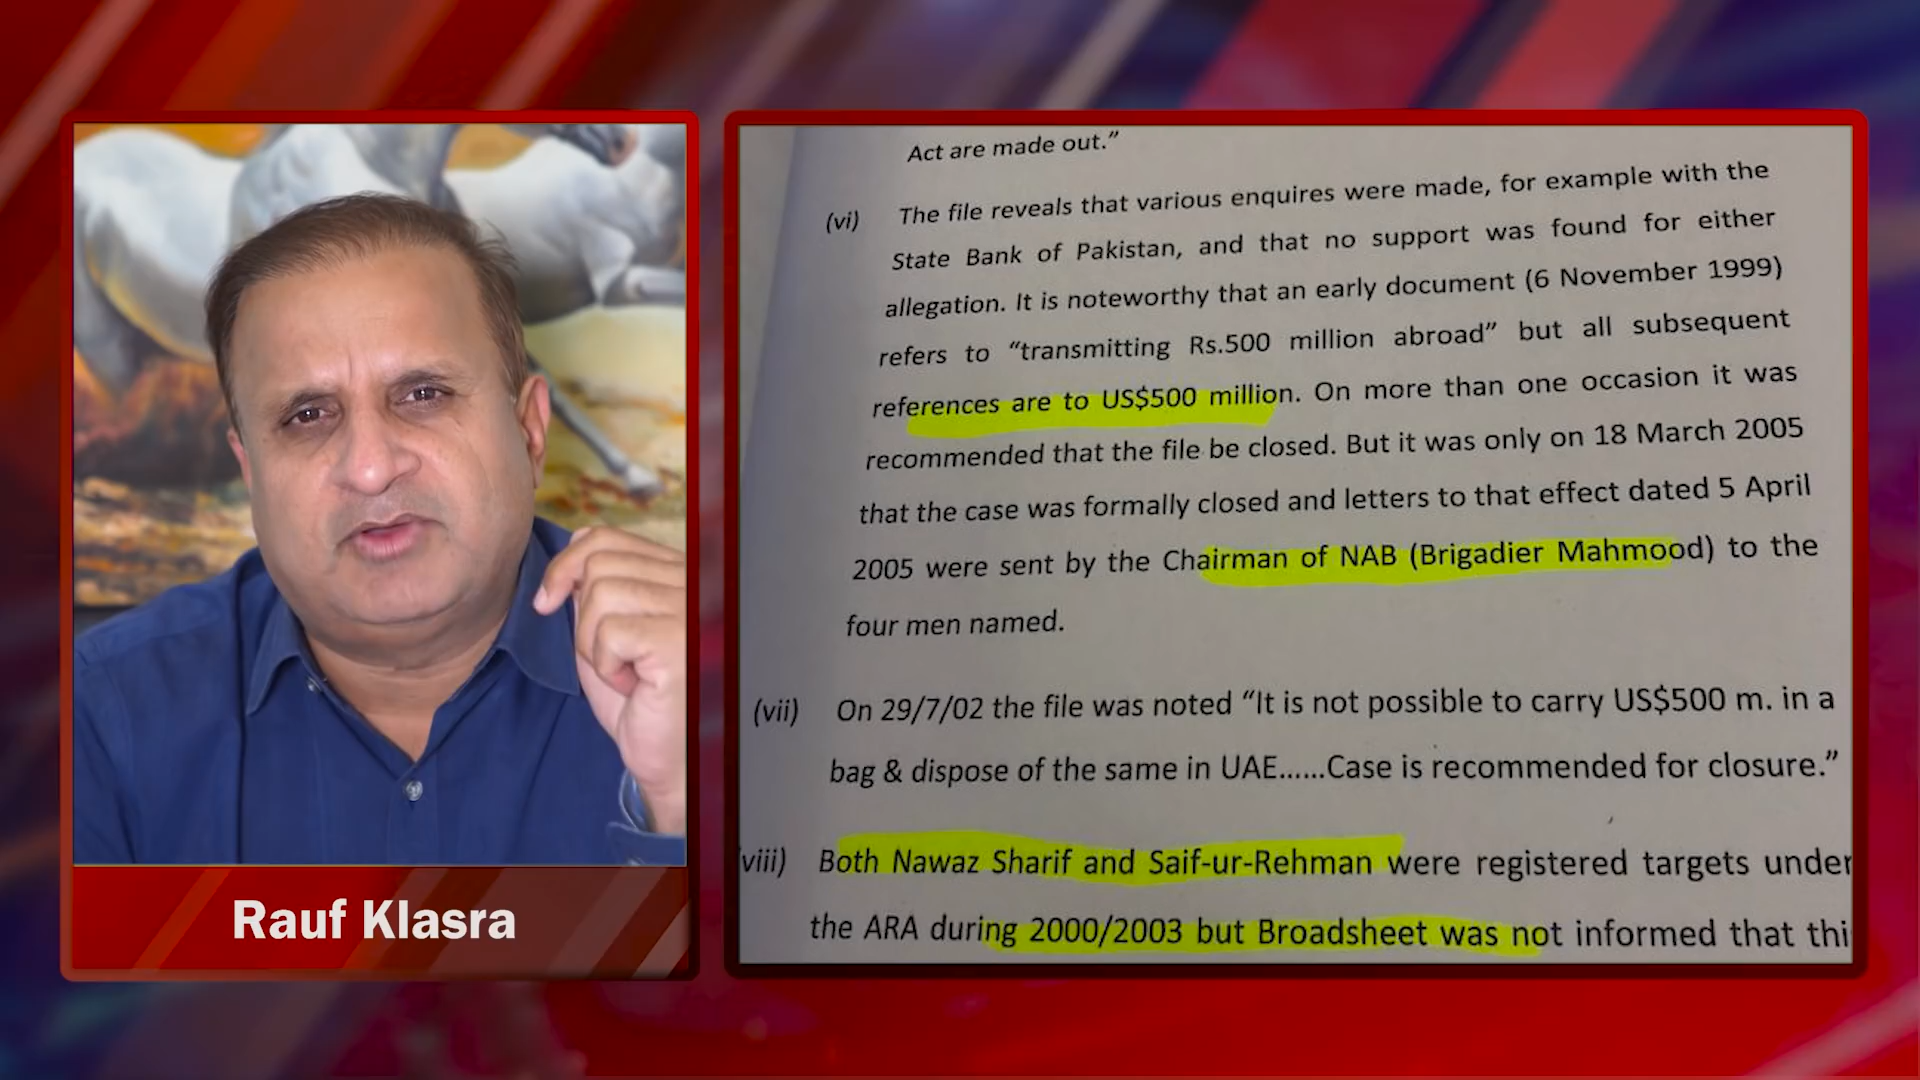 Act are made out.”
(vi) The file reveals that various enquires were made, for example with the
State Bank of Pakistan, and that no support was found for either
allegation. It is noteworthy that an early document (6 November 1999)
refers to “transmitting Rs.500 million abroad” but all subsequent
references are to US$500 million. On more than one occasion it was
recommended that the file be closed. But it was only on 18 March 2005
that the case was formally closed and letters to that effect dated 5 April
2005 were sent by the Chairman of NAB (Brigadier Mahmood) to the
four men named.
(vii) On 29/7/02 the file was noted “It is not possible to carry US$500 m. in a
bag & dispose of the same in UAE......Case is recommended for closure.”
viii) Both Nawaz Sharif and Saif-ur-Rehman were registered targets under
the ARA during 2000/2003 but Broadsheet was not informed that thi
Rauf Klasra